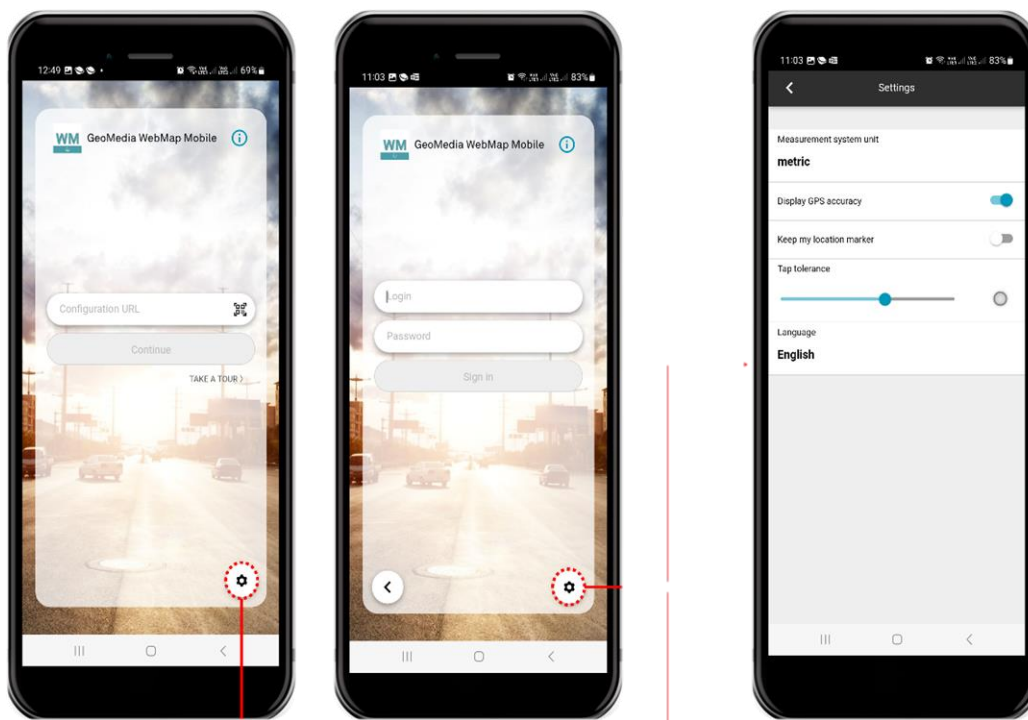 12:49
69%
WM
GeoMedia WebMap Mobile
Configuration URL
Continue
TAKE A TOUR
11:03
83%
WM
GeoMedia WebMap Mobile
Login
Password
Sign in
11:03
83%
Settings
Measurement system unit
metric
Display GPS accuracy
Keep my location marker
Tap tolerance
Language
English